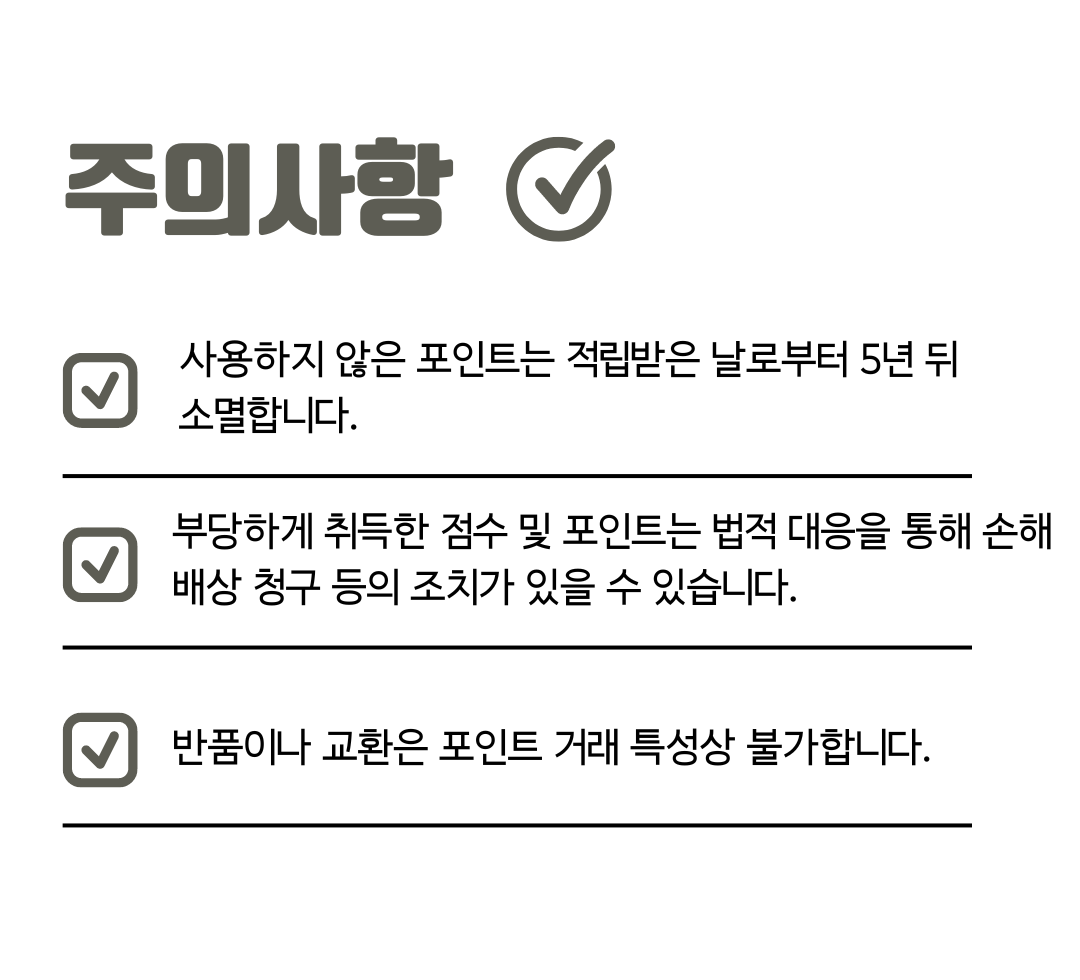 주의사항
사용하지 않은 포인트는 적립받은 날로부터 5년 뒤
소멸합니다.
부당하게 취득한 점수 및 포인트는 법적 대응을 통해 손해
배상 청구 등의 조치가 있을 수 있습니다.
반품이나 교환은 포인트 거래 특성상 불가합니다.